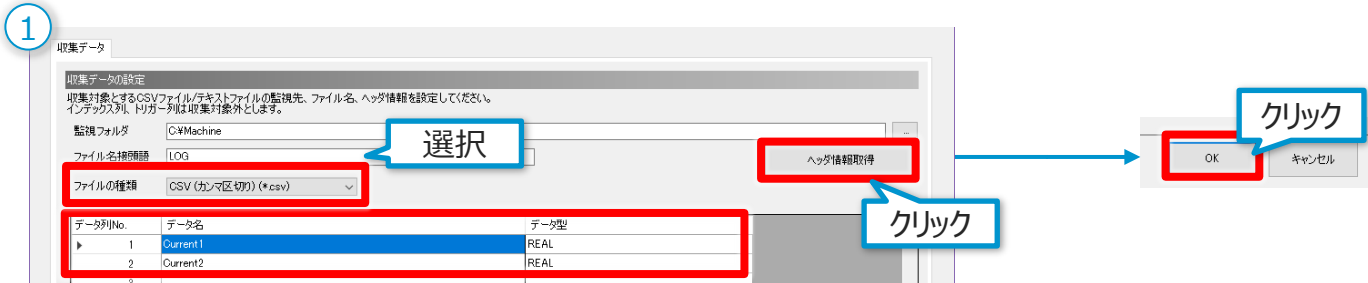 1
収集データ
収集データの設定
収集対象とするCSVファイル/テキストファイルの監視先、ファイル名、ヘッダ情報を設定してください。
インデックス列、トリガー列は収集対象外とします。
監視フォルダ C:¥Machine ...
ファイル名接頭語 LOG
選択
ヘッダ情報取得
ファイルの種類 CSV (カンマ区切り) (*.csv)
クリック
データ列No. データ名 データ型
1 Current1 REAL
2 Current2 REAL
3
クリック
OK キャンセル